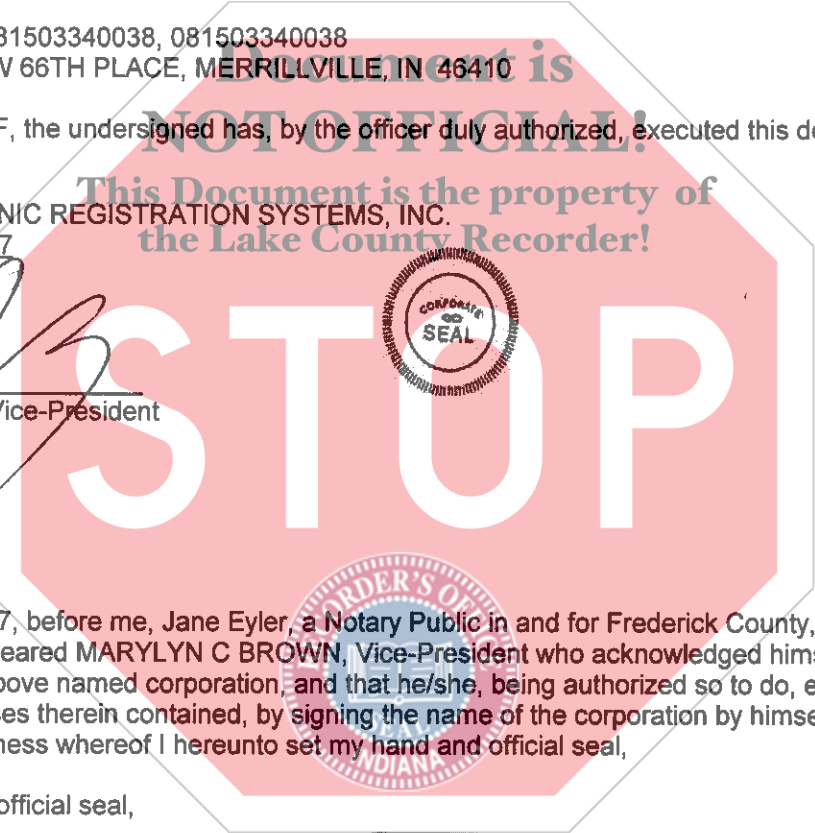 81503340038, 081503340038
W 66TH PLACE, MERRILLVILLE, IN 46410
Document is
NOT OFFICIAL!
F, the undersigned has, by the officer duly authorized, executed this de
This Document is the property of
the Lake County Recorder!
NIC REGISTRATION SYSTEMS, INC.
7
CORPORATE
SEAL
STOP
Vice-President
RECORDER'S OFFICE
SEAL
INDIANA
7, before me, Jane Eyler, a Notary Public in and for Frederick County,
eared MARYLYN C BROWN, Vice-President who acknowledged hims
bove named corporation, and that he/she, being authorized so to do, e
ses therein contained, by signing the name of the corporation by himse
ness whereof I hereunto set my hand and official seal,
official seal,